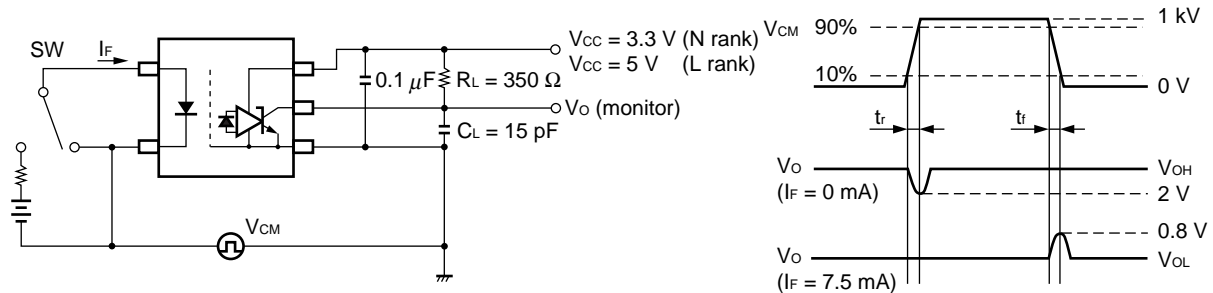 SW
IF
VCC = 3.3 V (N rank)
VCC = 5 V (L rank)
0.1 μF
RL = 350 Ω
VO (monitor)
CL = 15 pF
VCM
VCM
90%
10%
1 kV
0 V
tr
tf
VO
(IF = 0 mA)
VOH
2 V
0.8 V
VO
(IF = 7.5 mA)
VOL